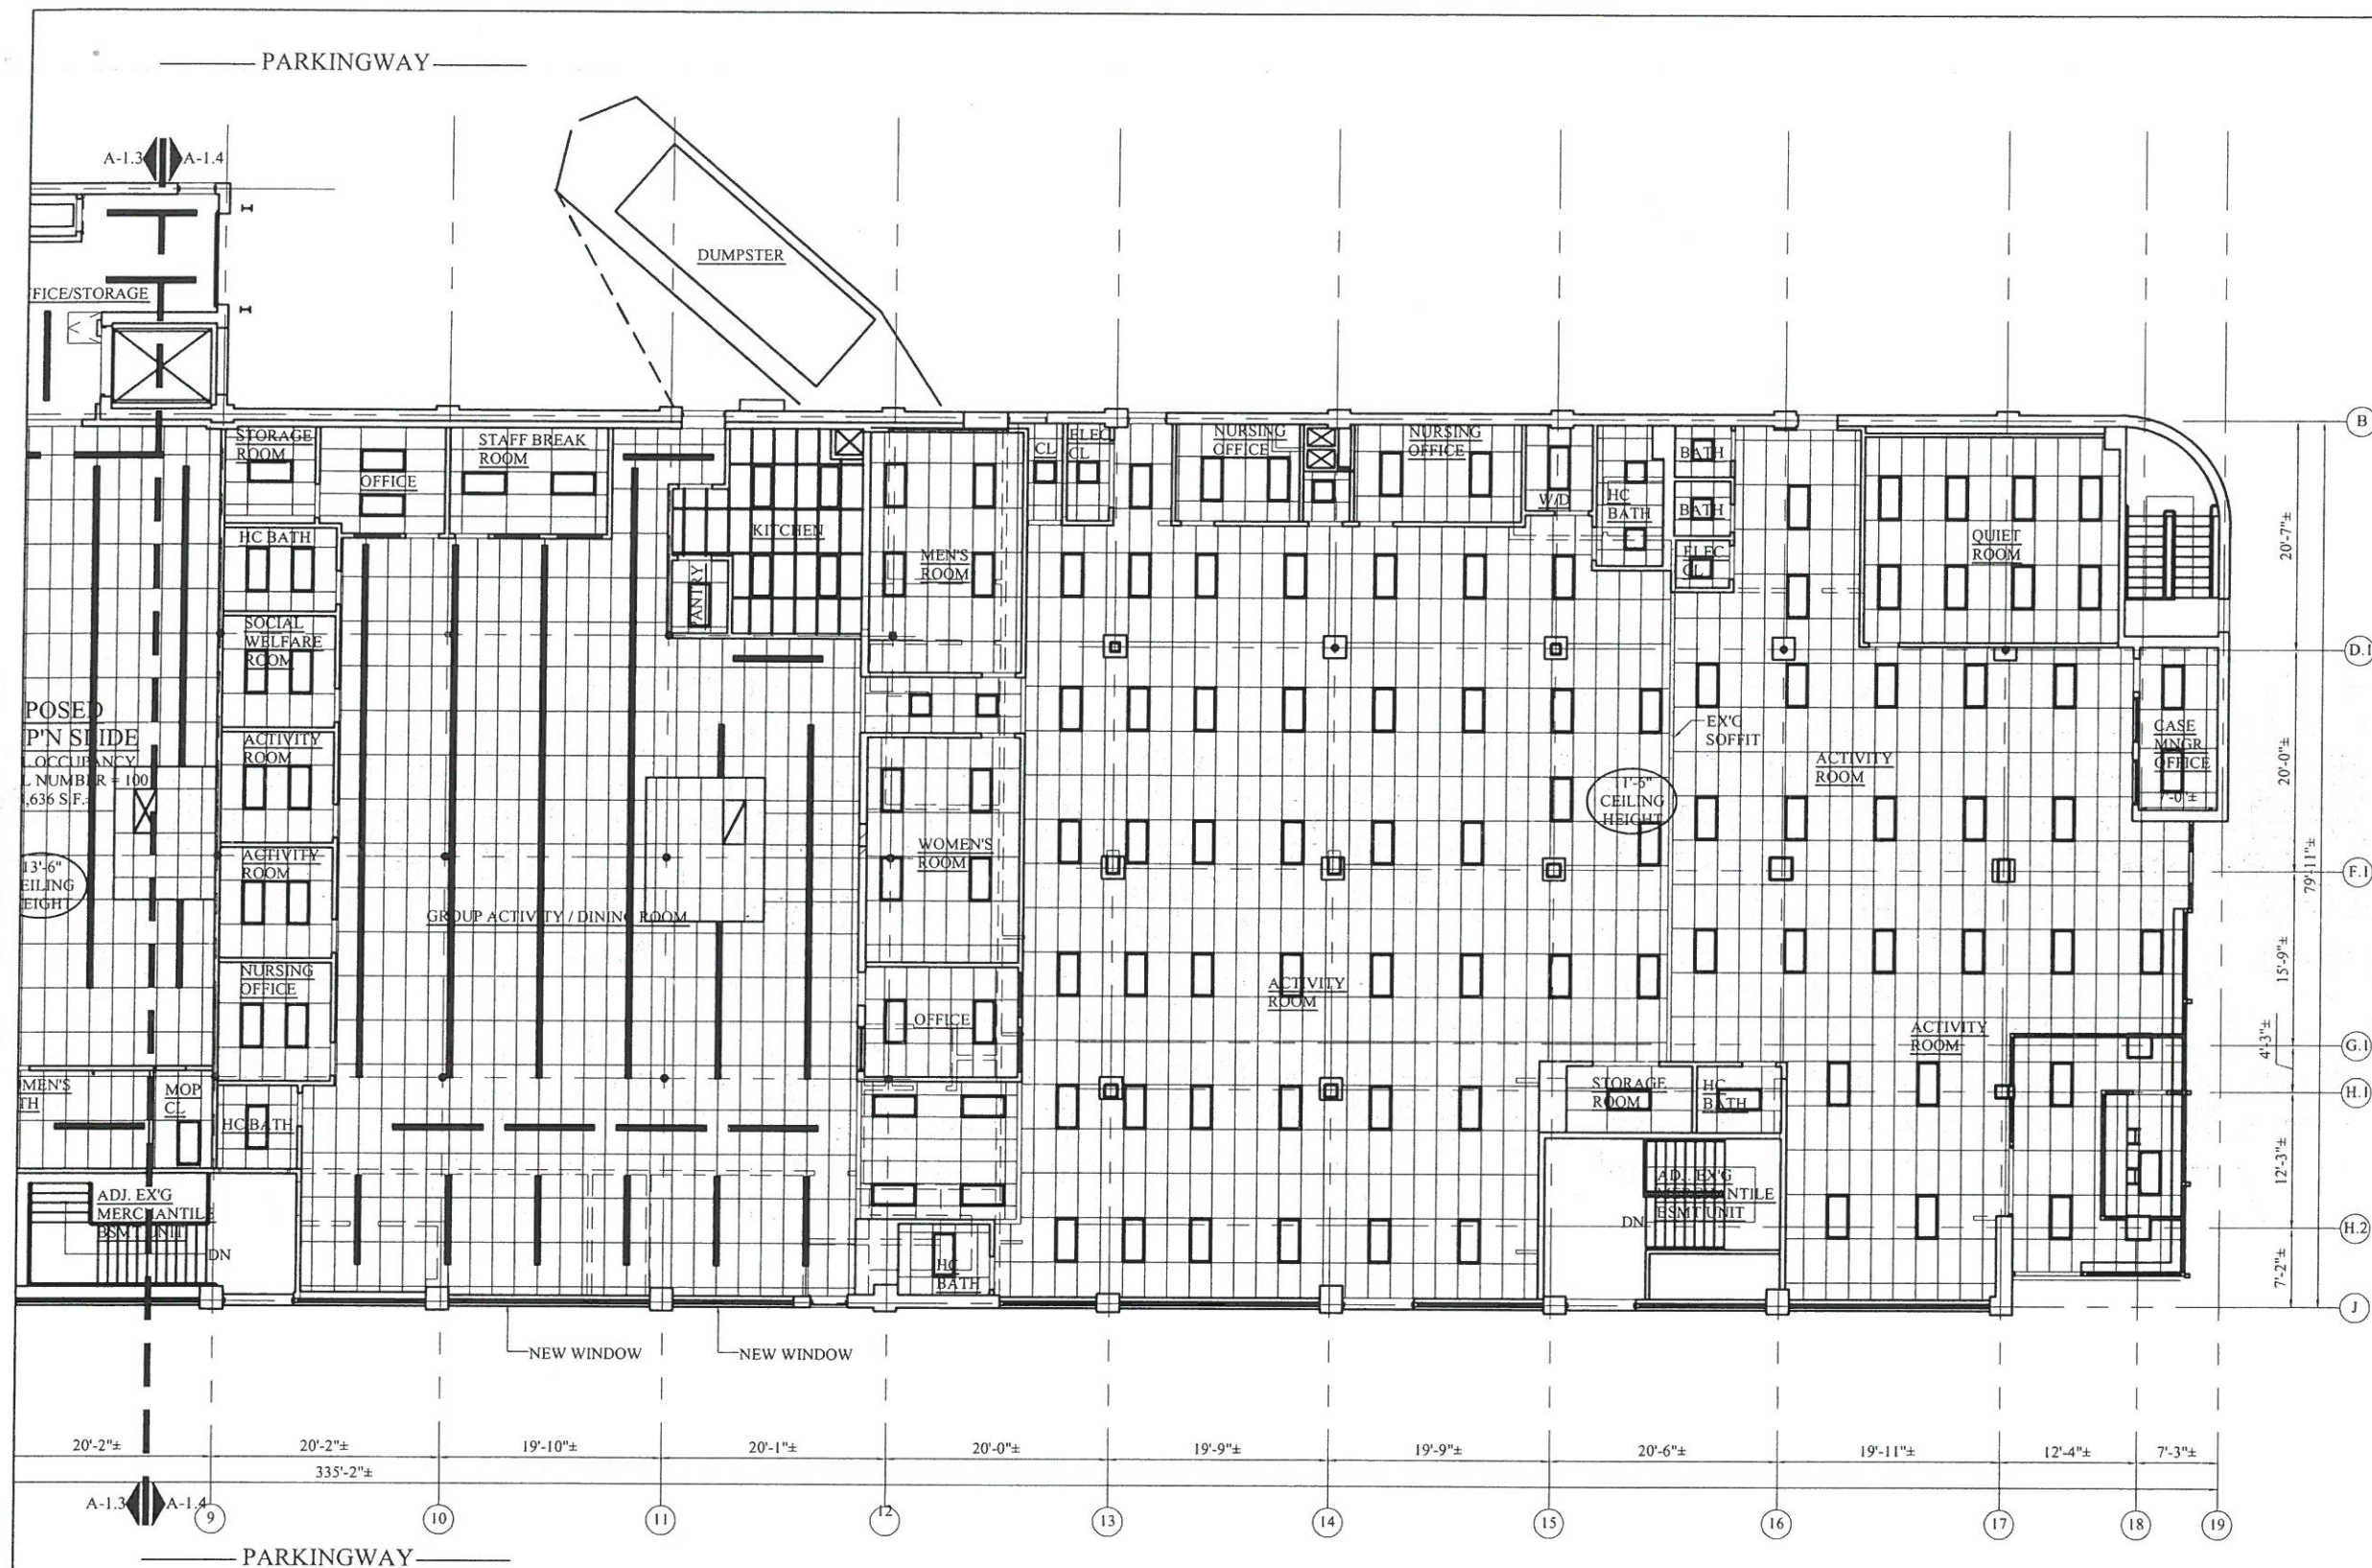 PARKINGWAY
A-1.3
A-1.4
DUMPSTER
FICE/STORAGE
B
STORAGE
ROOM
OFFICE
STAFF BREAK
ROOM
KITCHEN
PANTRY
MEN'S
ROOM
CL
ELEC
CL
NURSING
OFFICE
NURSING
OFFICE
W/D
HC
BATH
BATH
BATH
ELEC
CL
QUIET
ROOM
20'-7"±
HC BATH
SOCIAL
WELFARE
ROOM
D.1
POSED
P'N SLIDE
L OCCUPANCY
L NUMBER = 100
,636 S.F.±
ACTIVITY
ROOM
EX'G
SOFFIT
ACTIVITY
ROOM
CASE
MNGR
OFFICE
7'-0"±
20'-0"±
CEILING
HEIGHT
WOMEN'S
ROOM
ACTIVITY
ROOM
13'-6"
EILING
EIGHT
79'-11"±
F.1
GROUP ACTIVITY / DINING ROOM
NURSING
OFFICE
OFFICE
ACTIVITY
ROOM
15'-9"±
ACTIVITY
ROOM
4'-3"±
G.1
OMEN'S
TH
MOP
CL
HC BATH
STORAGE
ROOM
HC
BATH
H.1
12'-3"±
ADJ. EX'G
MERCHANTILE
BSMT UNIT
DN
ADJ. EX'G
MERCHANTILE
BSMT UNIT
DN
H.2
HC
BATH
7'-2"±
J
NEW WINDOW
NEW WINDOW
20'-2"±
20'-2"±
19'-10"±
20'-1"±
20'-0"±
19'-9"±
19'-9"±
20'-6"±
19'-11"±
12'-4"±
7'-3"±
335'-2"±
A-1.3
A-1.4
9
10
11
12
13
14
15
16
17
18
19
PARKINGWAY